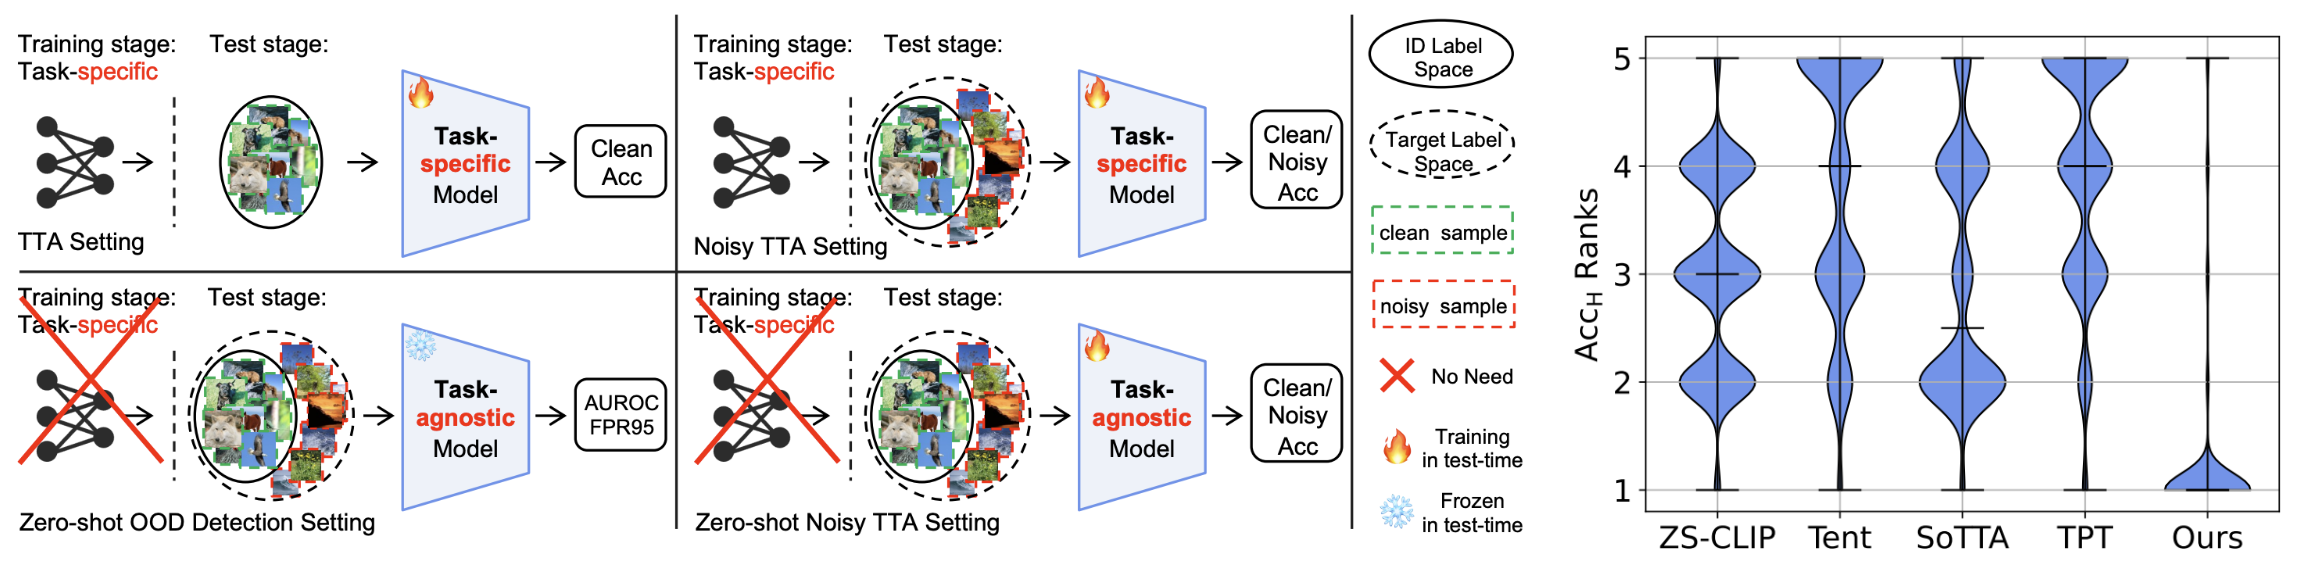 Training stage:
Task-specific
Test stage:
Task-
specific
Model
Clean
Acc
TTA Setting
Training stage:
Task-specific
Test stage:
Task-
specific
Model
Clean/
Noisy
Acc
Noisy TTA Setting
Training stage:
Task-specific
Test stage:
Task-
agnostic
Model
AUROC
FPR95
Zero-shot OOD Detection Setting
Training stage:
Task-specific
Test stage:
Task-
agnostic
Model
Clean/
Noisy
Acc
Zero-shot Noisy TTA Setting
ID Label
Space
Target Label
Space
clean sample
noisy sample
No Need
Training
in test-time
Frozen
in test-time
AccH Ranks
5
4
3
2
1
ZS-CLIP Tent SoTTA TPT Ours